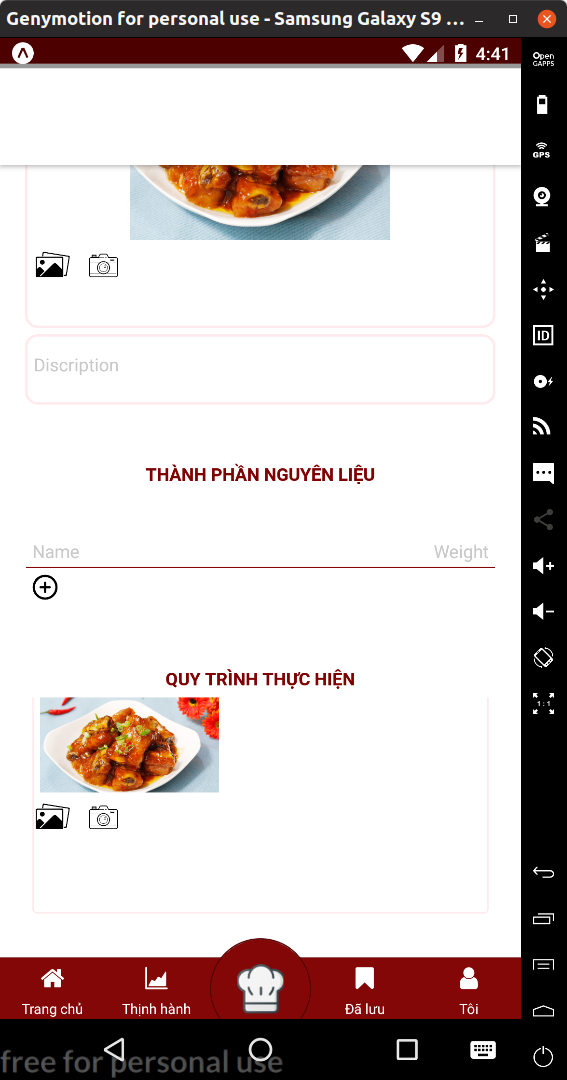 Genymotion for personal use - Samsung Galaxy S9 ...
4:41
Open
GAPPS
GPS
ID
Discription
THÀNH PHẦN NGUYÊN LIỆU
Name Weight
QUY TRÌNH THỰC HIỆN
1:1
Trang chủ Thịnh hành Đã lưu Tôi
free for personal use